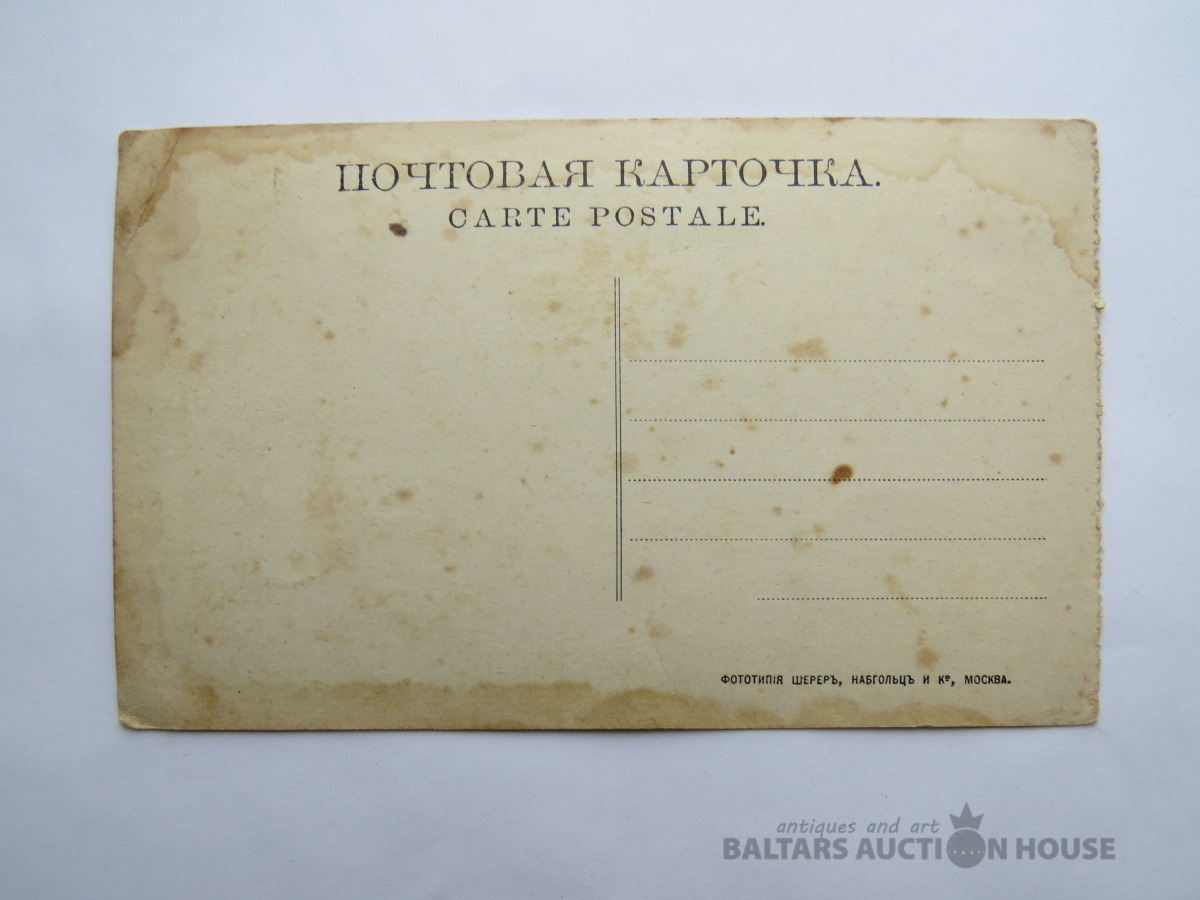 ПОЧТОВАЯ КАРТОЧКА.
CARTE POSTALE.
ФОТОТИПІЯ ШЕРЕРЪ, НАБГОЛЬЦЪ И Кº, МОСКВА.
antiques and art
BALTARS AUCTION HOUSE